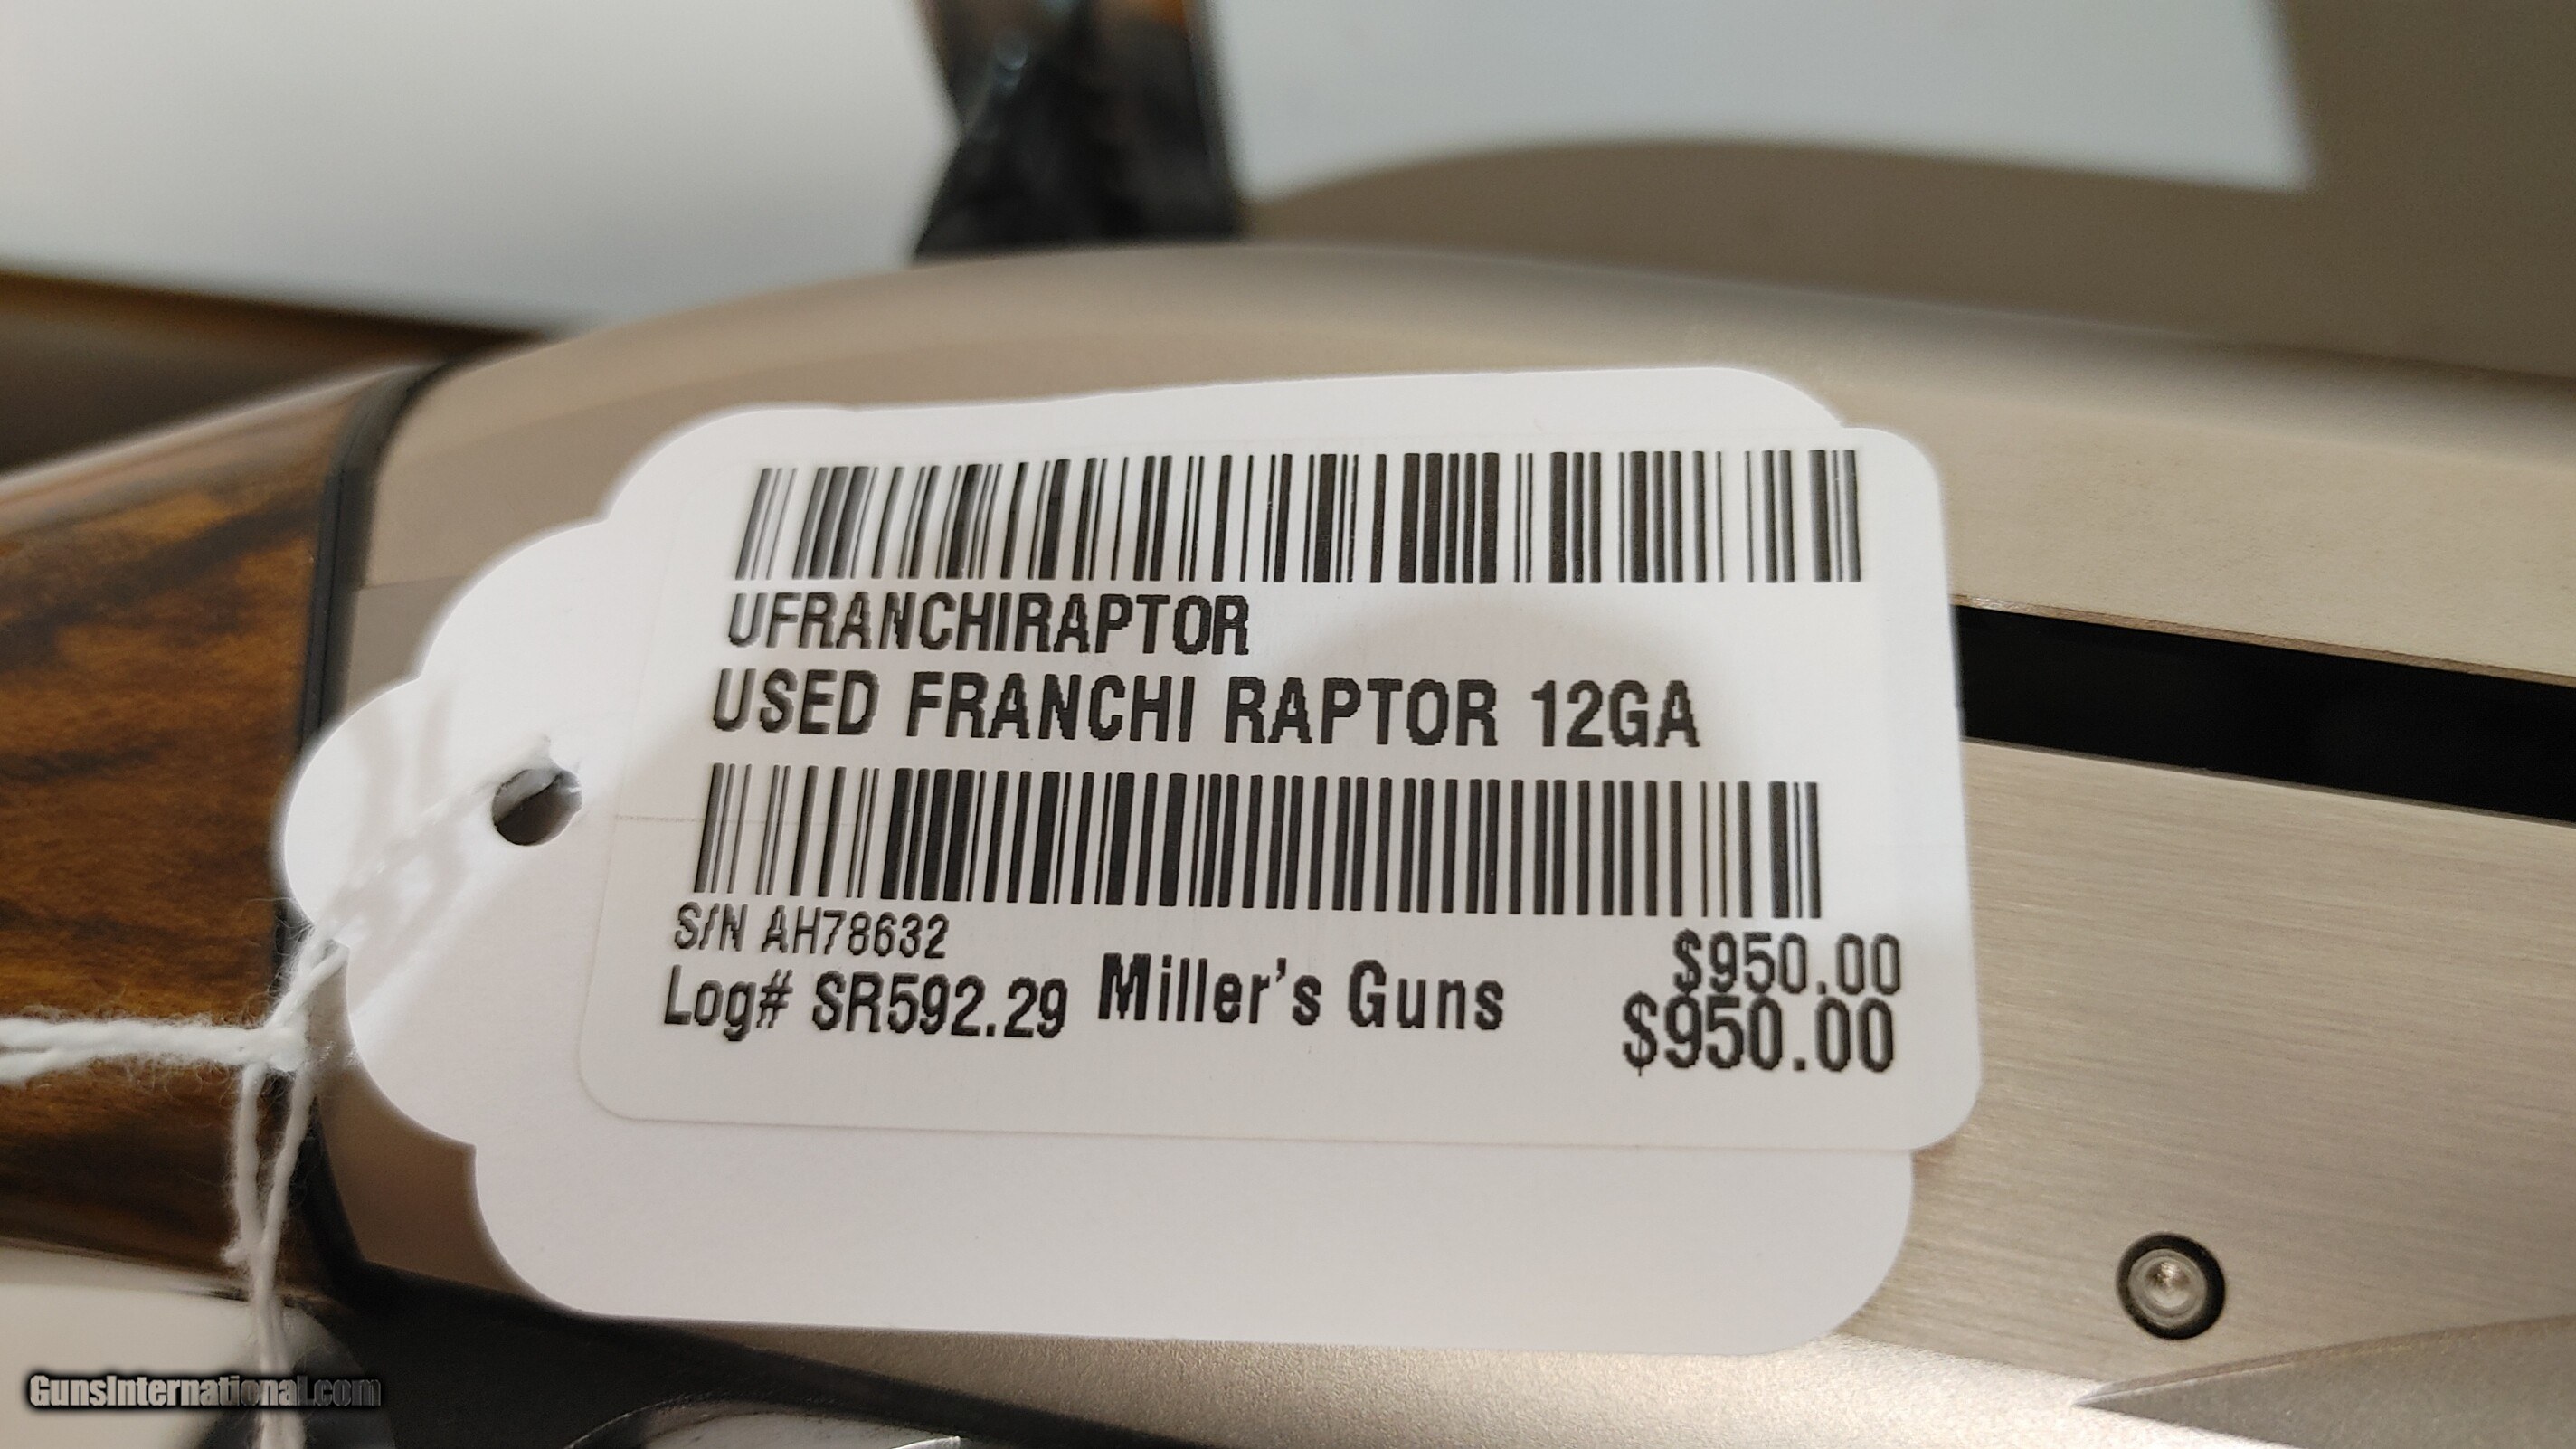 UFRANCHIRAPTOR
USED FRANCHI RAPTOR 12GA
S/N AH78632
Log# SR592.29 Miller's Guns
$950.00
$950.00
GunsInternational.com